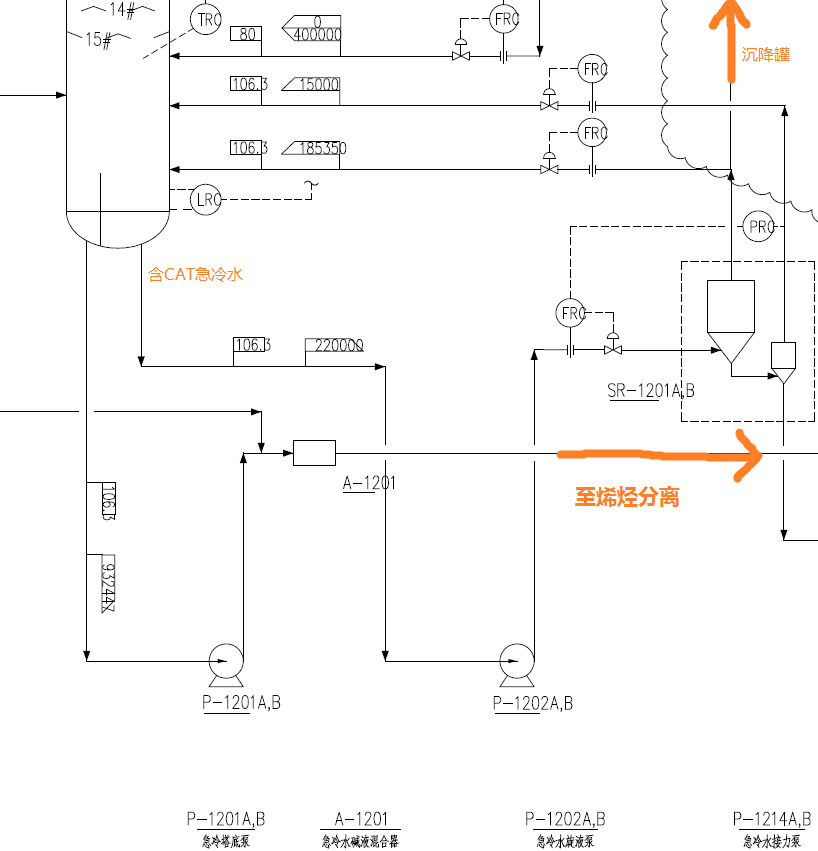 14#
15#
TRC
80
0
400000
FRC
沉降罐
106.3
15000
FRC
106.3
185350
FRC
LRC
PRC
含CAT急冷水
FRC
106.3
220000
SR-1201A,B
A-1201
至烯烃分离
106.3
932447
P-1201A,B
P-1202A,B
P-1201A,B
急冷塔底泵
A-1201
急冷水碱液混合器
P-1202A,B
急冷水旋液泵
P-1214A,B
急冷水接力泵